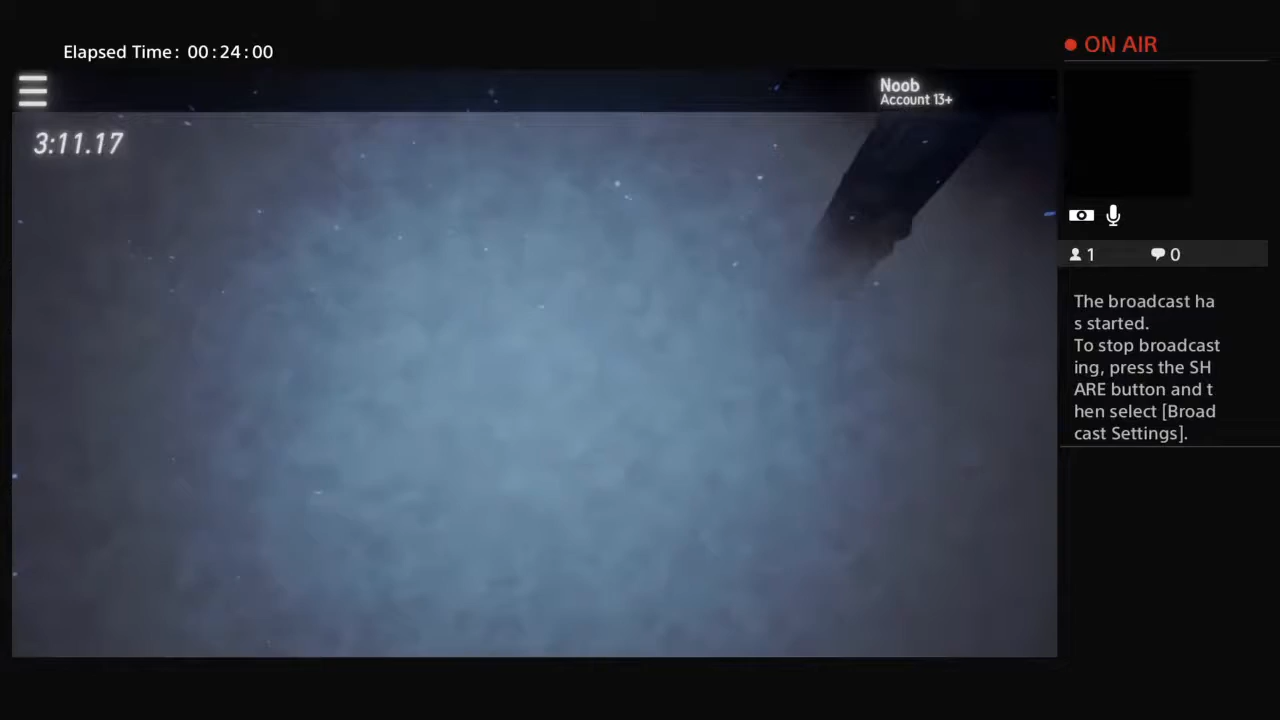 Elapsed Time: 00:24:00
ON AIR
Noob
Account 13+
3:11.17
1
0
The broadcast ha
s started.
To stop broadcast
ing, press the SH
ARE button and t
hen select [Broad
cast Settings].